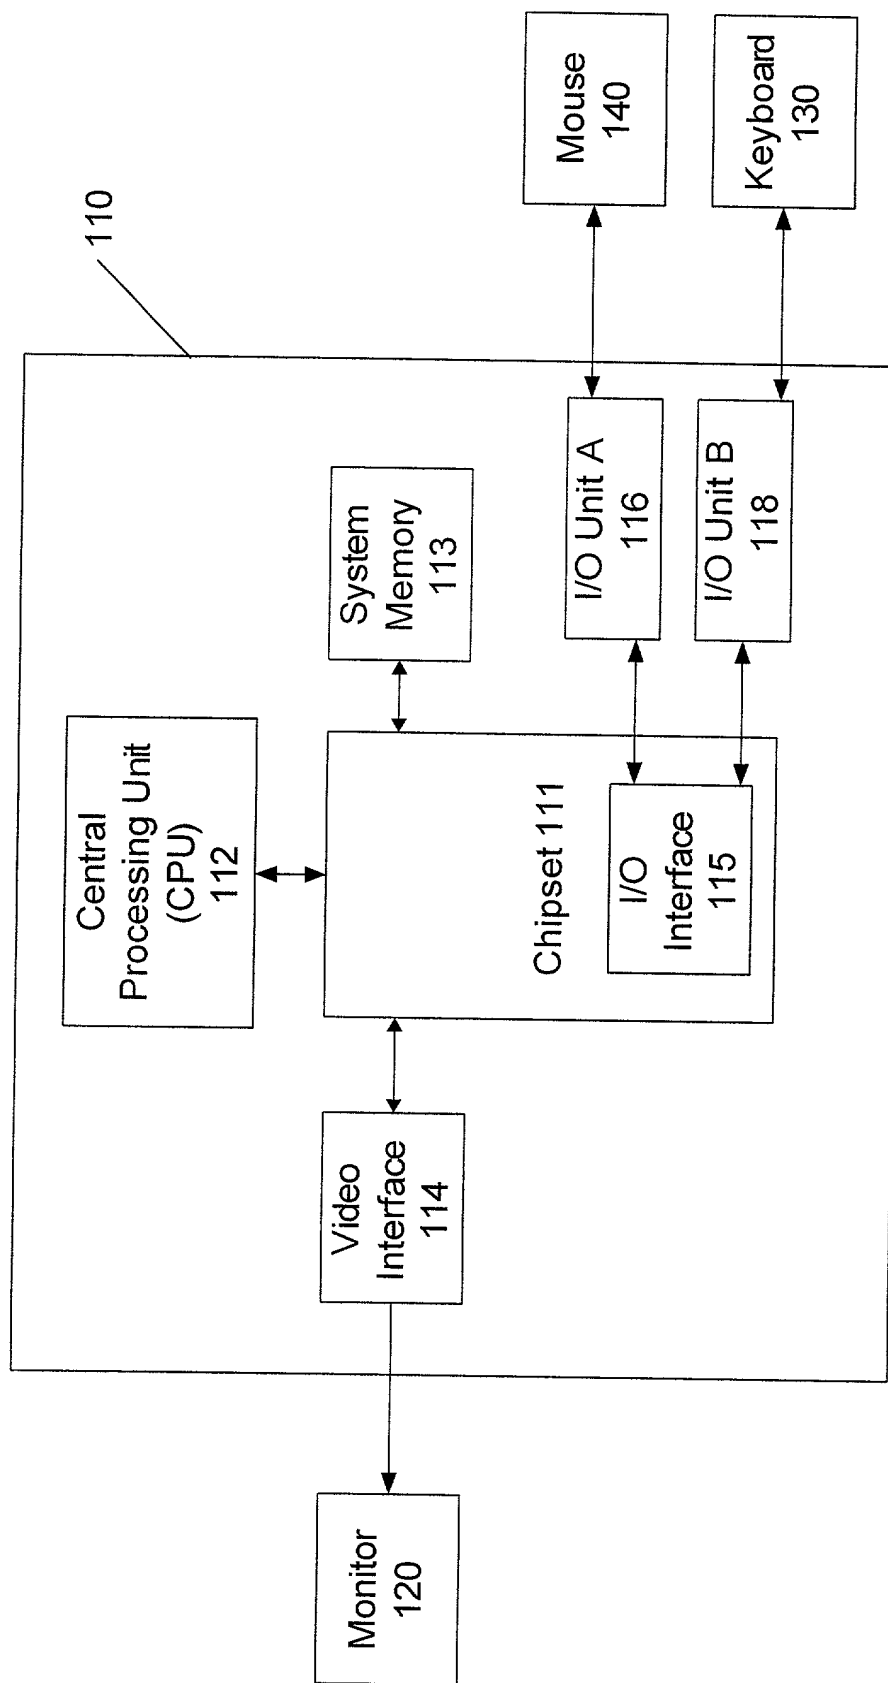 110
Central
Processing Unit
(CPU)
112
Monitor
120
Video
Interface
114
System
Memory
113
Chipset 111
I/O
Interface
115
I/O Unit A
116
Mouse
140
I/O Unit B
118
Keyboard
130